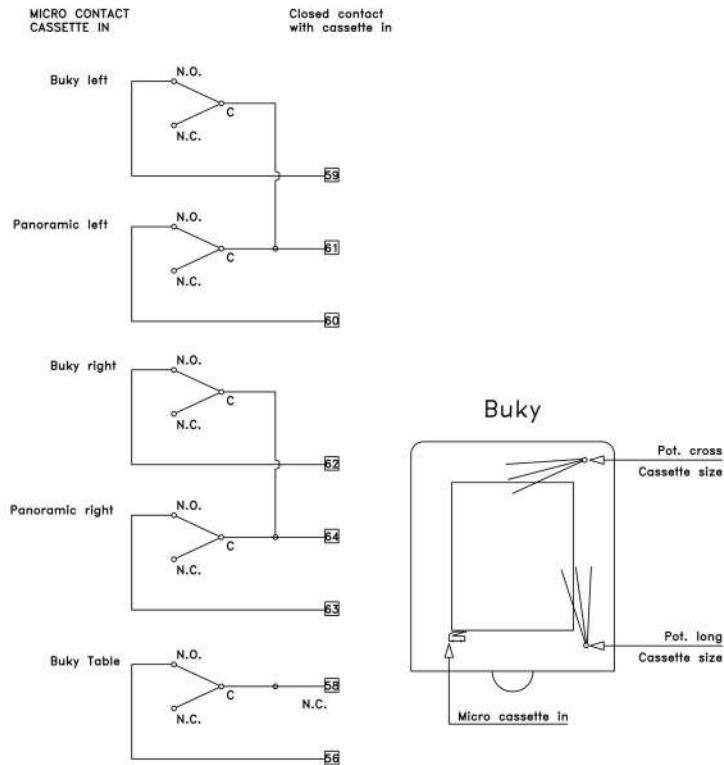 MICRO CONTACT
CASSETTE IN
Closed contact
with cassette in
Buky left
N.O.
C
N.C.
59
Panoramic left
N.O.
61
C
N.C.
60
Buky right
N.O.
C
N.C.
62
Panoramic right
N.O.
64
C
N.C.
63
Buky Table
N.O.
58
C
N.C.
N.C.
56
Buky
Pot. cross
Cassette size
Pot. long
Cassette size
Micro cassette in